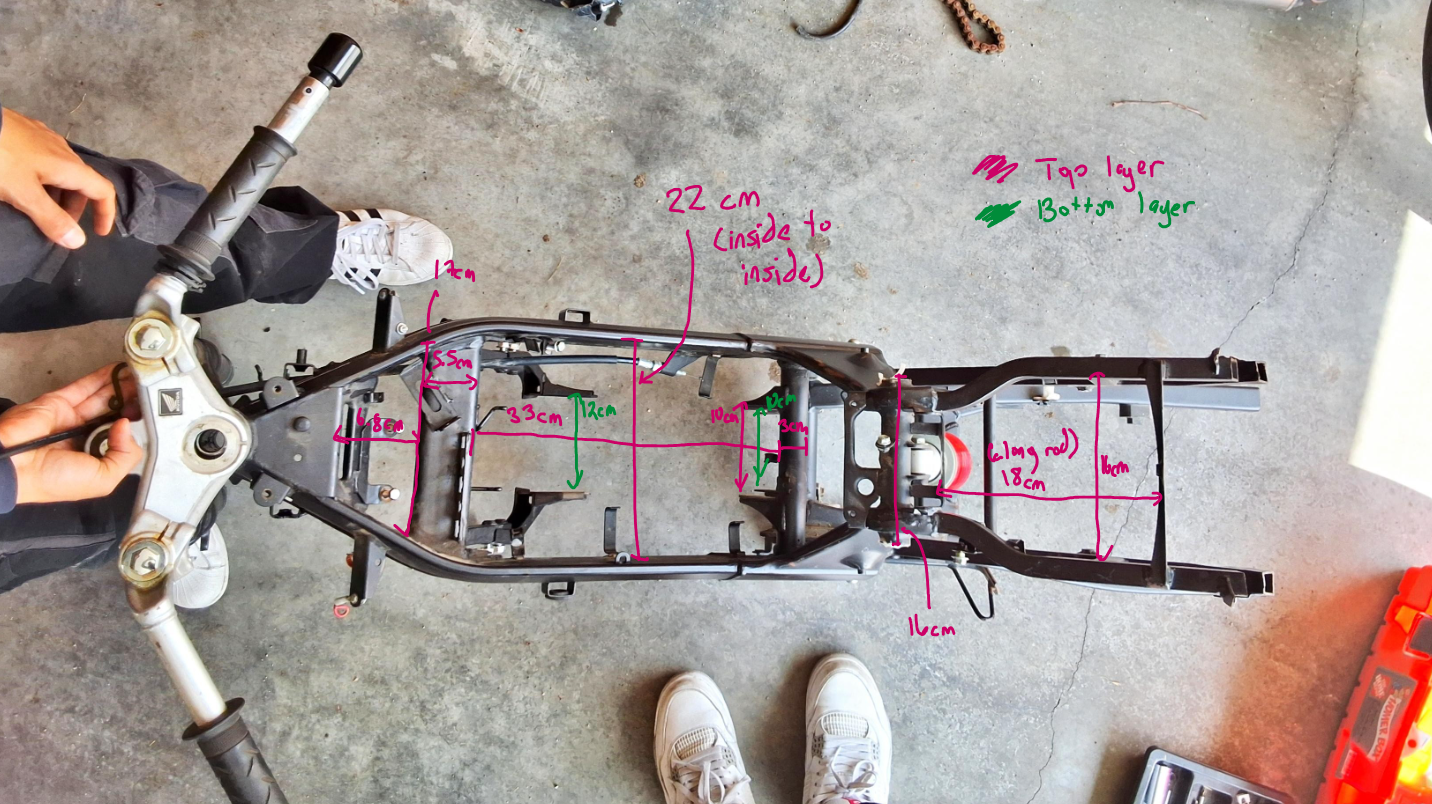 Top layer
Bottom layer
22 cm
(inside to
inside)
17cm
5.5cm
6.8cm
33cm
12cm
10cm
3cm
(along rod)
18cm
16cm
16cm